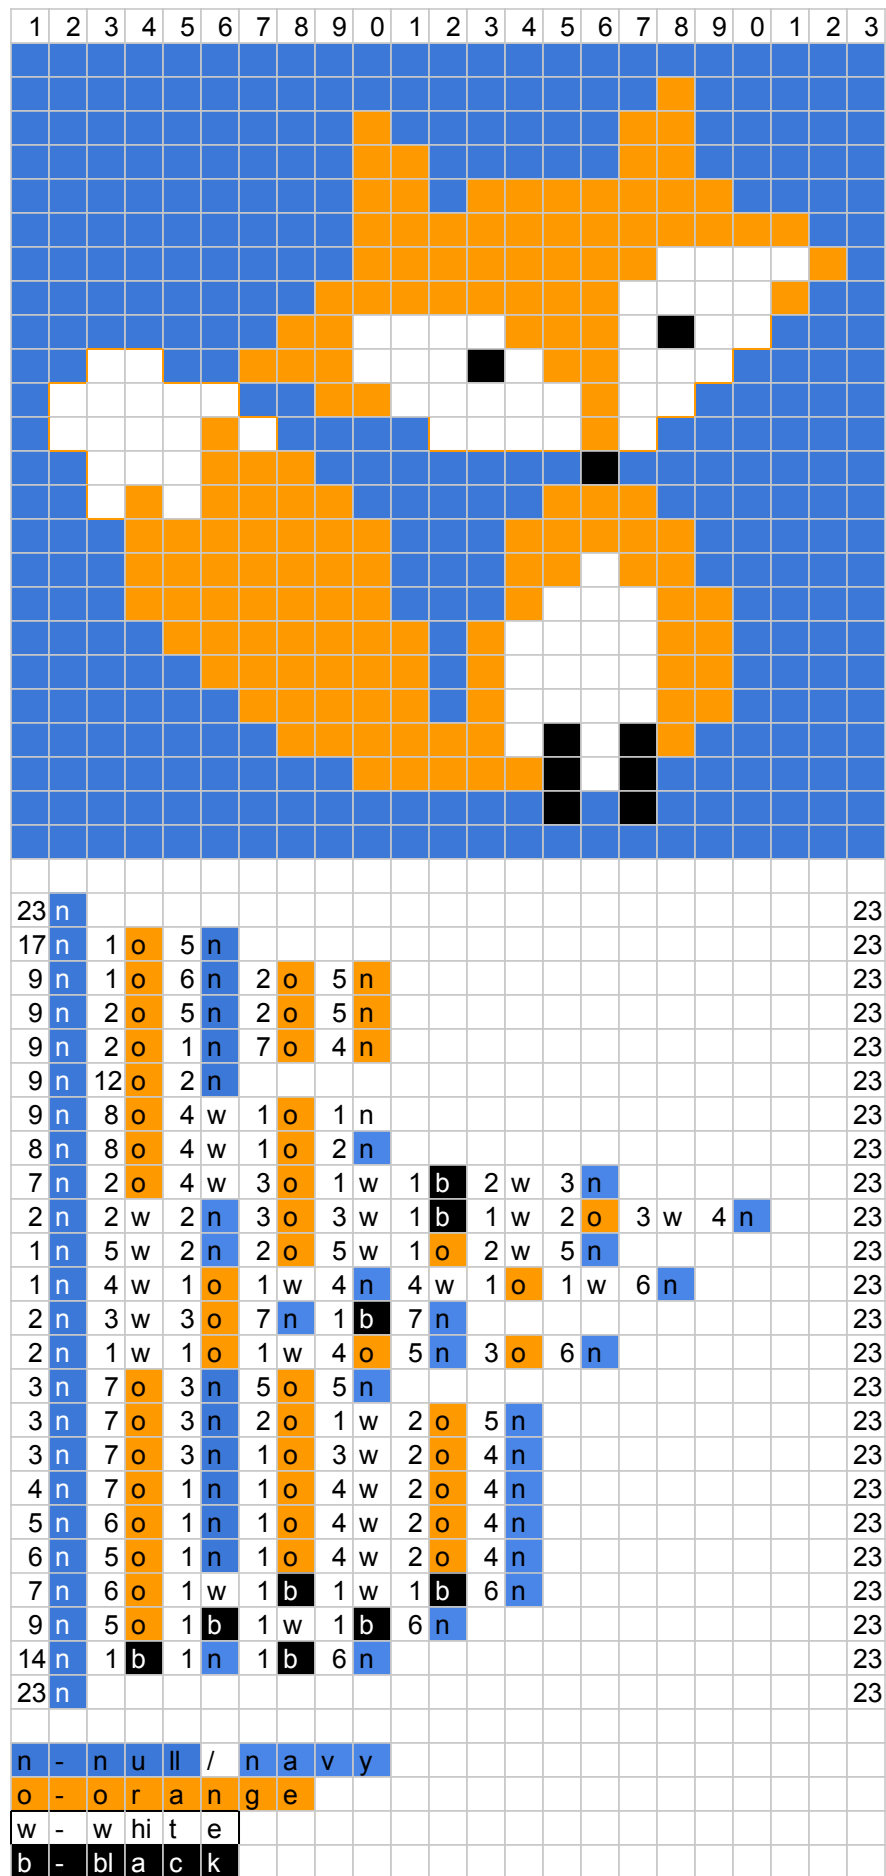 1 2 3 4 5 6 7 8 9 0 1 2 3 4 5 6 7 8 9 0 1 2 3
23 n 23
17 n 1 o 5 n 23
9 n 1 o 6 n 2 o 5 n 23
9 n 2 o 5 n 2 o 5 n 23
9 n 2 o 1 n 7 o 4 n 23
9 n 12 o 2 n 23
9 n 8 o 4 w 1 o 1 n 23
8 n 8 o 4 w 1 o 2 n 23
7 n 2 o 4 w 3 o 1 w 1 b 2 w 3 n 23
2 n 2 w 2 n 3 o 3 w 1 b 1 w 2 o 3 w 4 n 23
1 n 5 w 2 n 2 o 5 w 1 o 2 w 5 n 23
1 n 4 w 1 o 1 w 4 n 4 w 1 o 1 w 6 n 23
2 n 3 w 3 o 7 n 1 b 7 n 23
2 n 1 w 1 o 1 w 4 o 5 n 3 o 6 n 23
3 n 7 o 3 n 5 o 5 n 23
3 n 7 o 3 n 2 o 1 w 2 o 5 n 23
3 n 7 o 3 n 1 o 3 w 2 o 4 n 23
4 n 7 o 1 n 1 o 4 w 2 o 4 n 23
5 n 6 o 1 n 1 o 4 w 2 o 4 n 23
6 n 5 o 1 n 1 o 4 w 2 o 4 n 23
7 n 6 o 1 w 1 b 1 w 1 b 6 n 23
9 n 5 o 1 b 1 w 1 b 6 n 23
14 n 1 b 1 n 1 b 6 n 23
23 n 23
n - n u ll / n a v y
o - o r a n g e
w - w hi t e
b - bl a c k